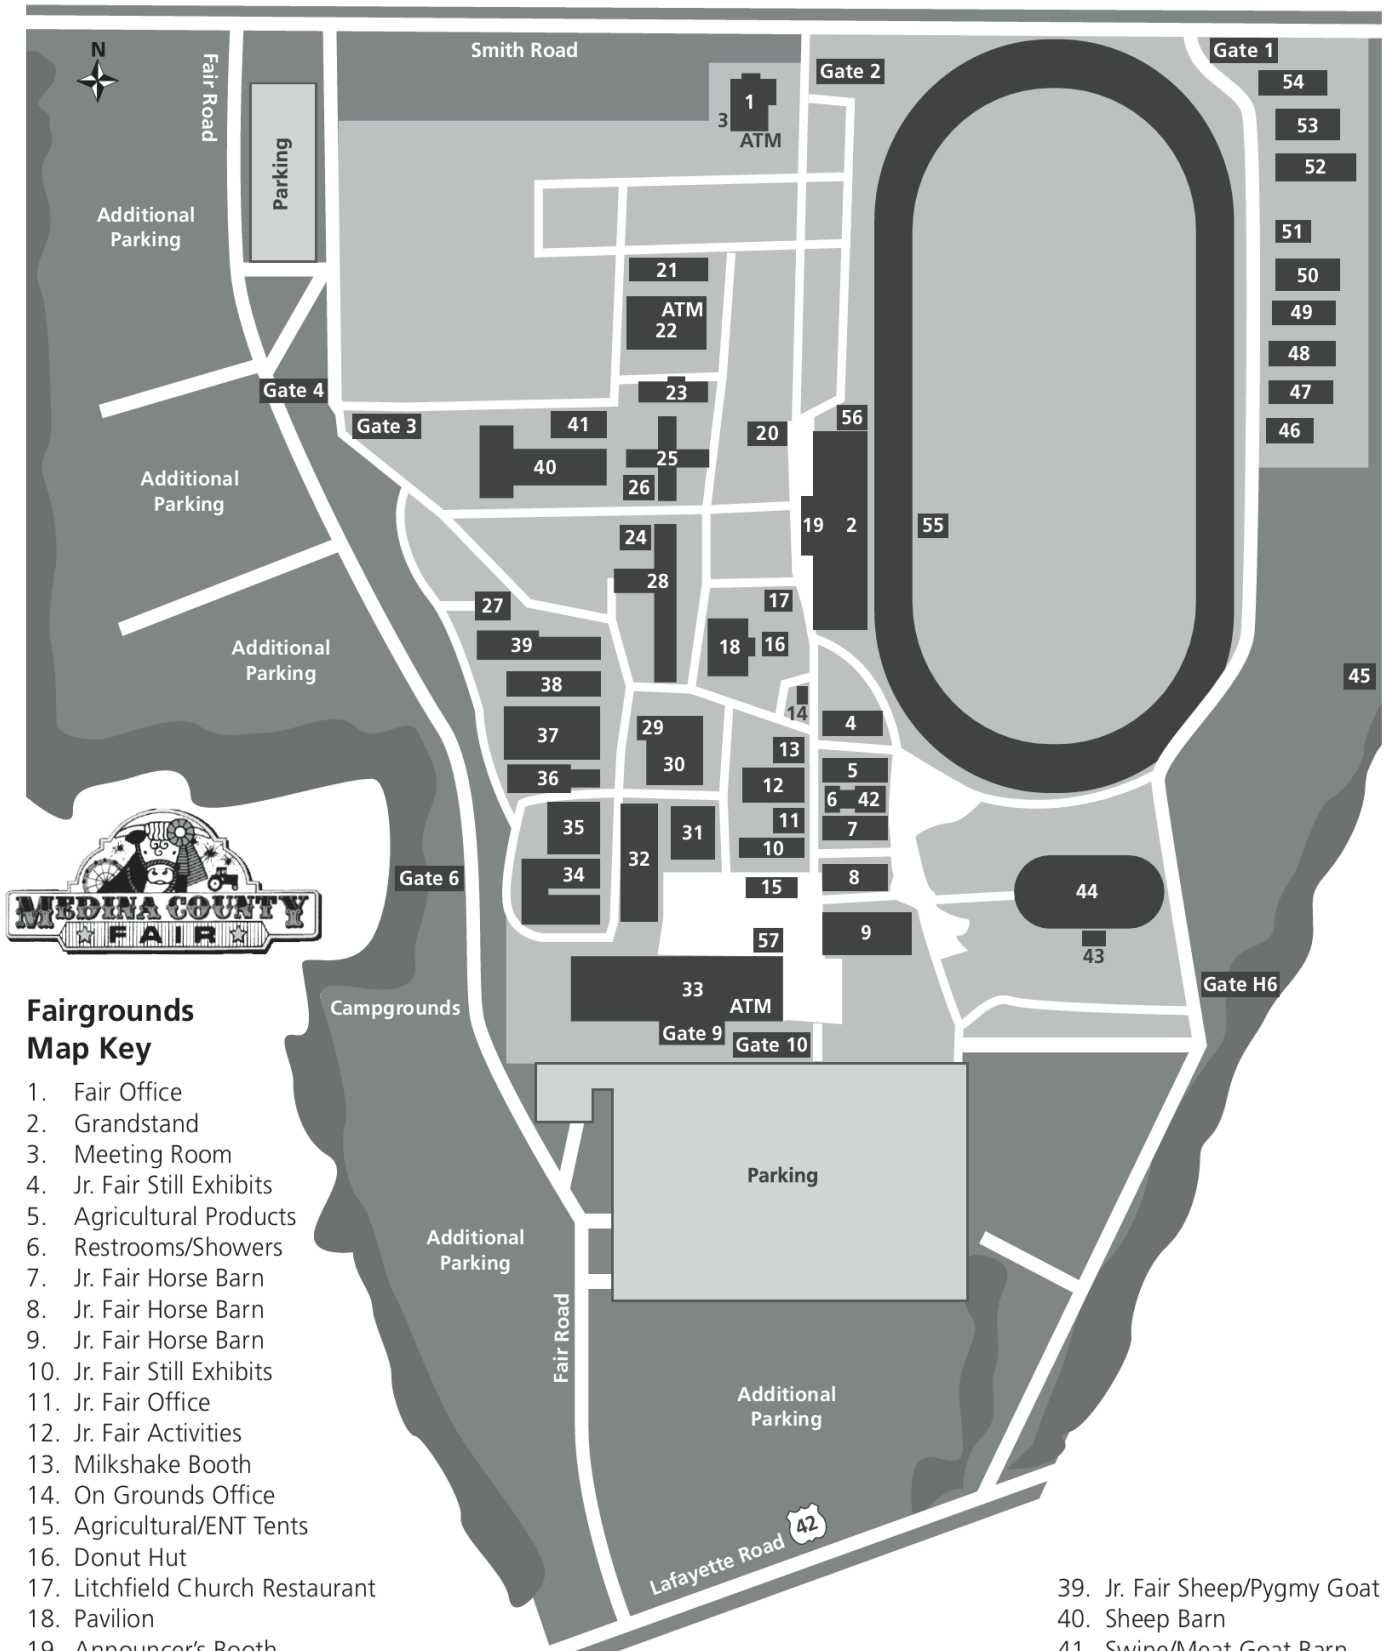 Smith Road
Gate 1
N
Fair Road
Gate 2
54
1
3
ATM
53
Parking
52
Additional
Parking
51
21
50
ATM
22
49
48
Gate 4
23
47
56
Gate 3
41
20
46
25
40
26
Additional
Parking
24
19
2
55
28
27
17
39
18
16
Additional
Parking
38
45
14
4
29
37
13
30
5
36
12
6
42
11
7
35
31
10
32
34
15
8
Gate 6
44
MEDINA COUNTY
FAIR
57
9
43
33
Gate H6
ATM
Campgrounds
Gate 9
Gate 10
Parking
Additional
Parking
Fair Road
Additional
Parking
Lafayette Road
42
Fairgrounds
Map Key
1. Fair Office
2. Grandstand
3. Meeting Room
4. Jr. Fair Still Exhibits
5. Agricultural Products
6. Restrooms/Showers
7. Jr. Fair Horse Barn
8. Jr. Fair Horse Barn
9. Jr. Fair Horse Barn
10. Jr. Fair Still Exhibits
11. Jr. Fair Office
12. Jr. Fair Activities
13. Milkshake Booth
14. On Grounds Office
15. Agricultural/ENT Tents
16. Donut Hut
17. Litchfield Church Restaurant
18. Pavilion
19. Announcer's Booth
39. Jr. Fair Sheep/Pygmy Goat
40. Sheep Barn
41. Swine/Meat Goat Barn